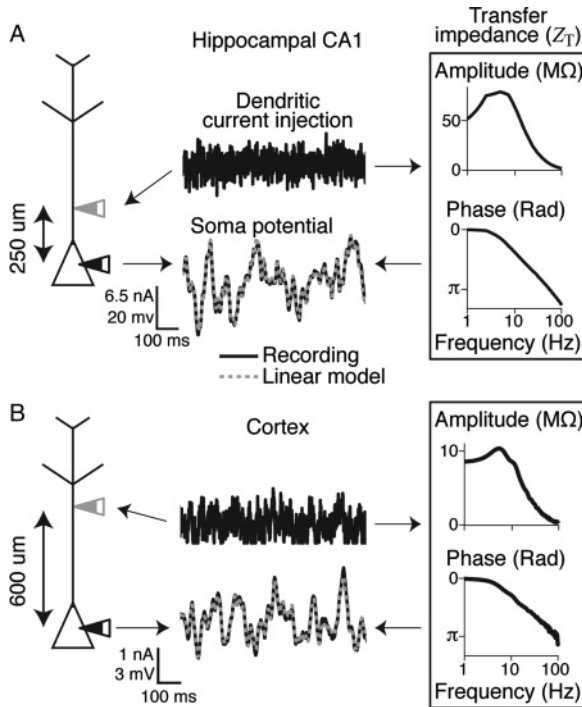 A
Hippocampal CA1
Transfer
impedance (Z_T)
Amplitude (MΩ)
50
0
Dendritic
current injection
250 um
Soma potential
Phase (Rad)
0
π
1 10 100
Frequency (Hz)
6.5 nA
20 mv
100 ms
Recording
Linear model
B
Cortex
Amplitude (MΩ)
10
0
600 um
Phase (Rad)
0
π
1 10 100
Frequency (Hz)
1 nA
3 mV
100 ms